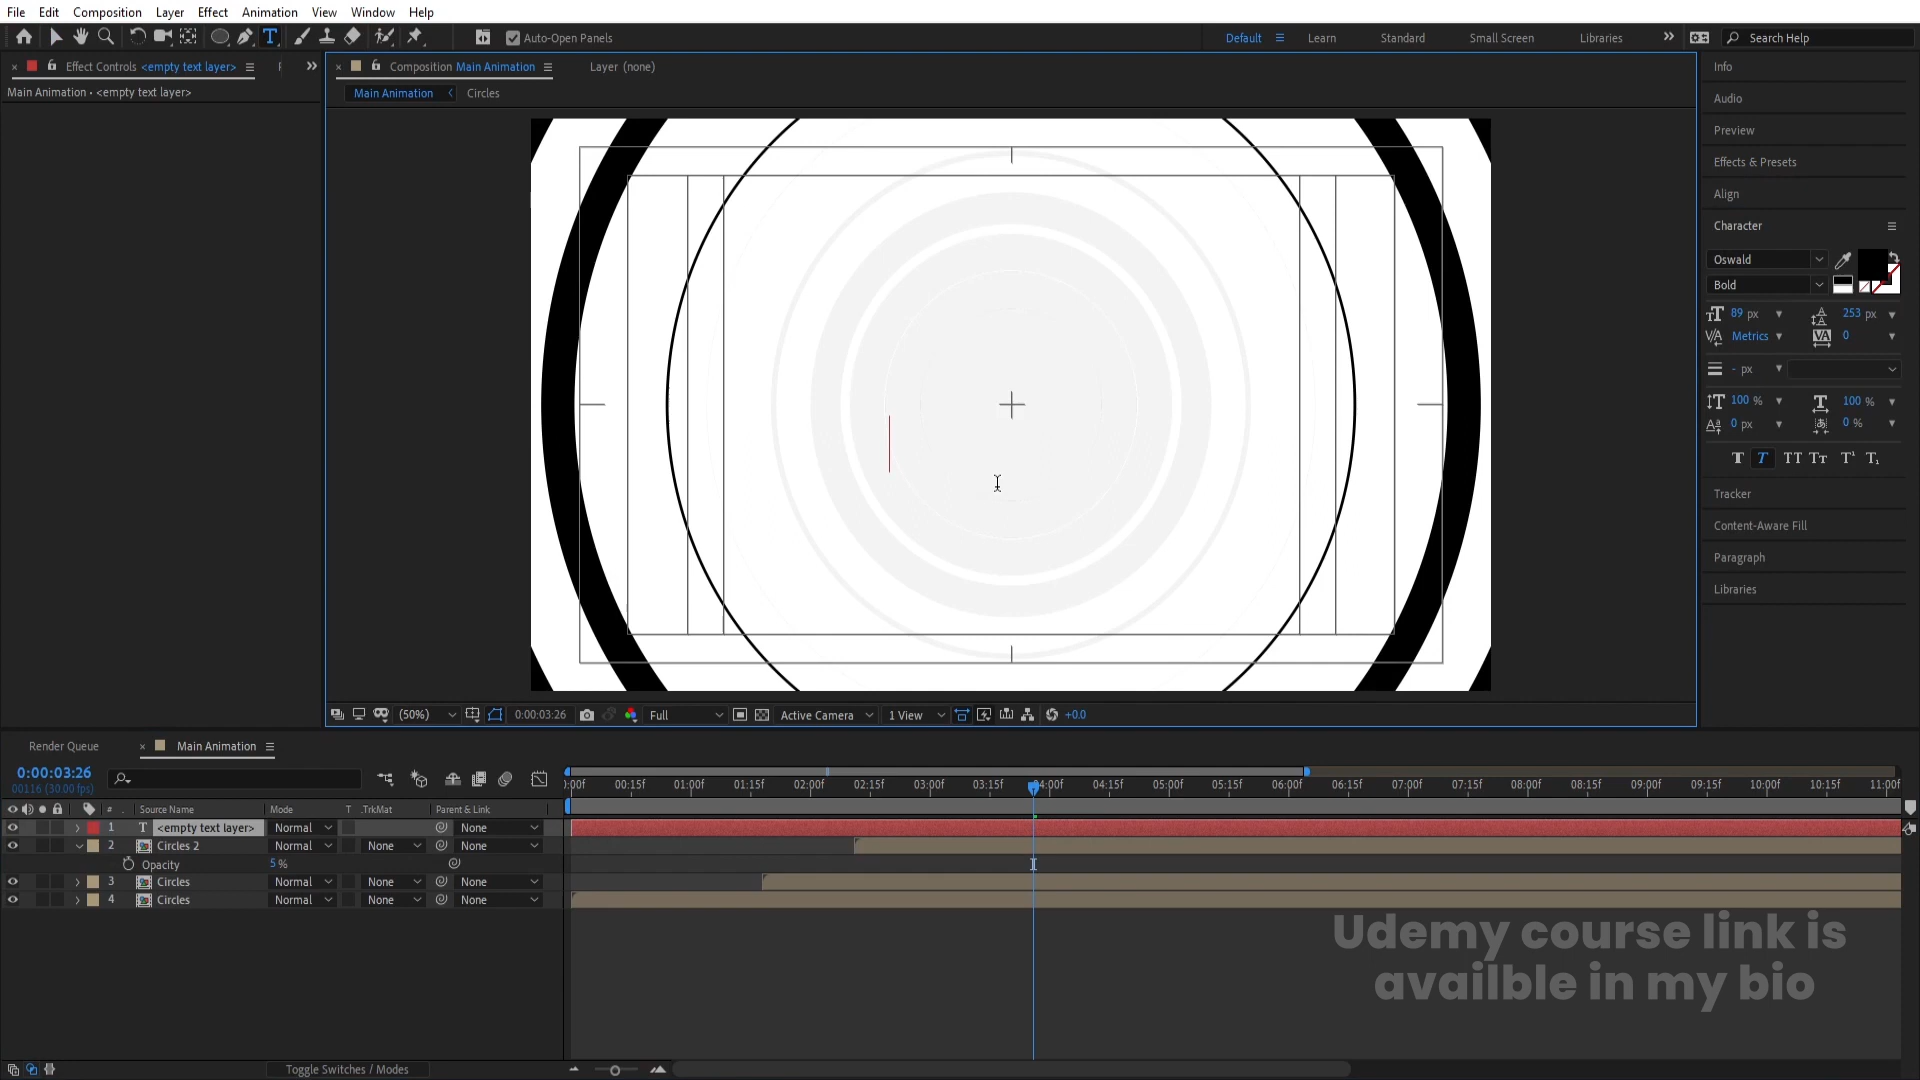 File Edit Composition Layer Effect Animation View Window Help
Auto-Open Panels Default Learn Standard Small Screen Libraries Search Help
Effect Controls <empty text layer>
Main Animation • <empty text layer>
Composition Main Animation
Layer (none)
Main Animation
Circles
(50%) 0:00:03:26 Full Active Camera 1 View +0.0
Info
Audio
Preview
Effects & Presets
Align
Character
Oswald
Bold
89 px 253 px
Metrics 0
- px
100 % 100 %
0 px 0 %
Tracker
Content-Aware Fill
Paragraph
Libraries
Render Queue
Main Animation
0:00:03:26
00116 (30.00 fps)
:00f 00:15f 01:00f 01:15f 02:00f 02:15f 03:00f 03:15f 04:00f 04:15f 05:00f 05:15f 06:00f 06:15f 07:00f 07:15f 08:00f 08:15f 09:00f 09:15f 10:00f 10:15f 11:00f
# Source Name Mode T .TrkMat Parent & Link
1 T <empty text layer> Normal None
2 Circles 2 Normal None None
Opacity 5 %
3 Circles Normal None None
4 Circles Normal None None
Udemy course link is
availble in my bio
Toggle Switches / Modes